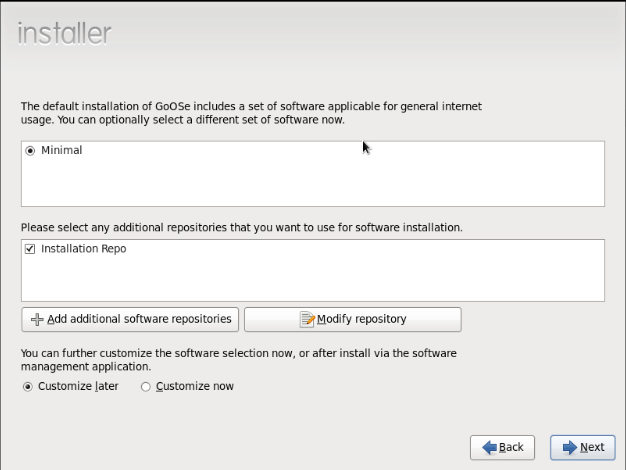 installer
The default installation of GoOSe includes a set of software applicable for general internet
usage. You can optionally select a different set of software now.
Minimal
Please select any additional repositories that you want to use for software installation.
Installation Repo
Add additional software repositories
Modify repository
You can further customize the software selection now, or after install via the software
management application.
Customize later
Customize now
Back
Next